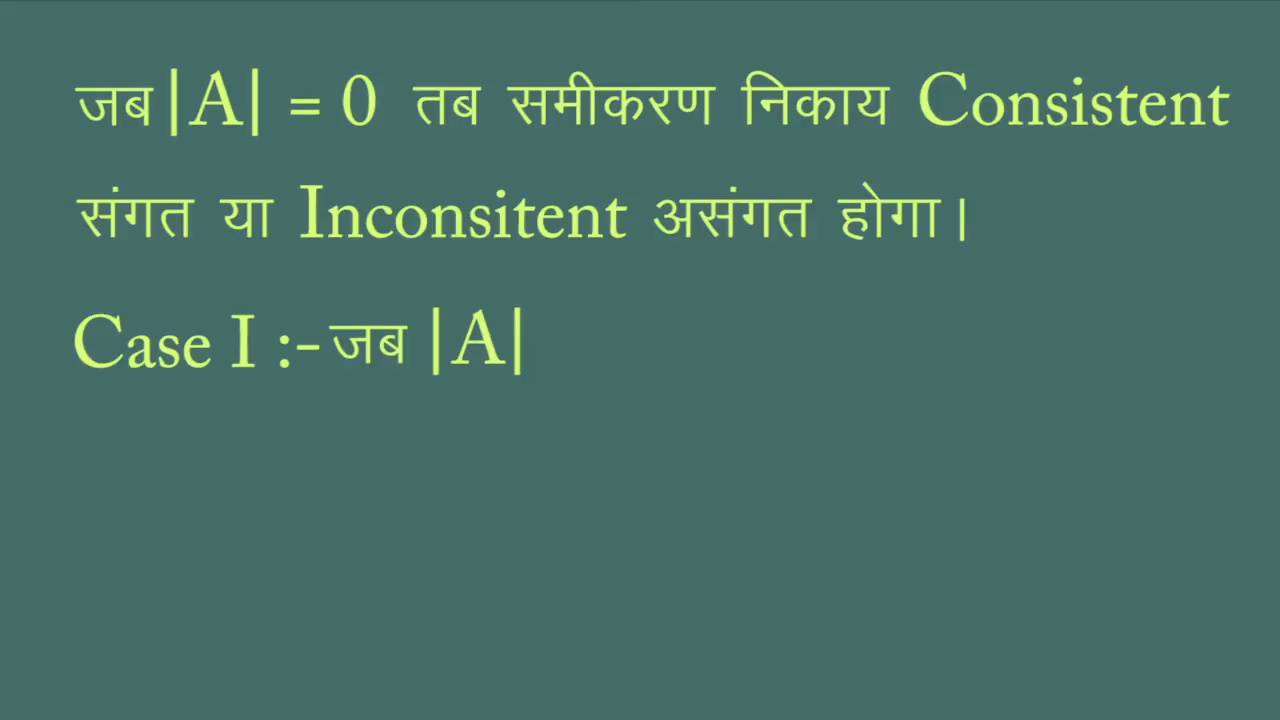 जब |A| = 0 तब समीकरण निकाय Consistent
संगत या Inconsitent असंगत होगा।
Case I :- जब |A|